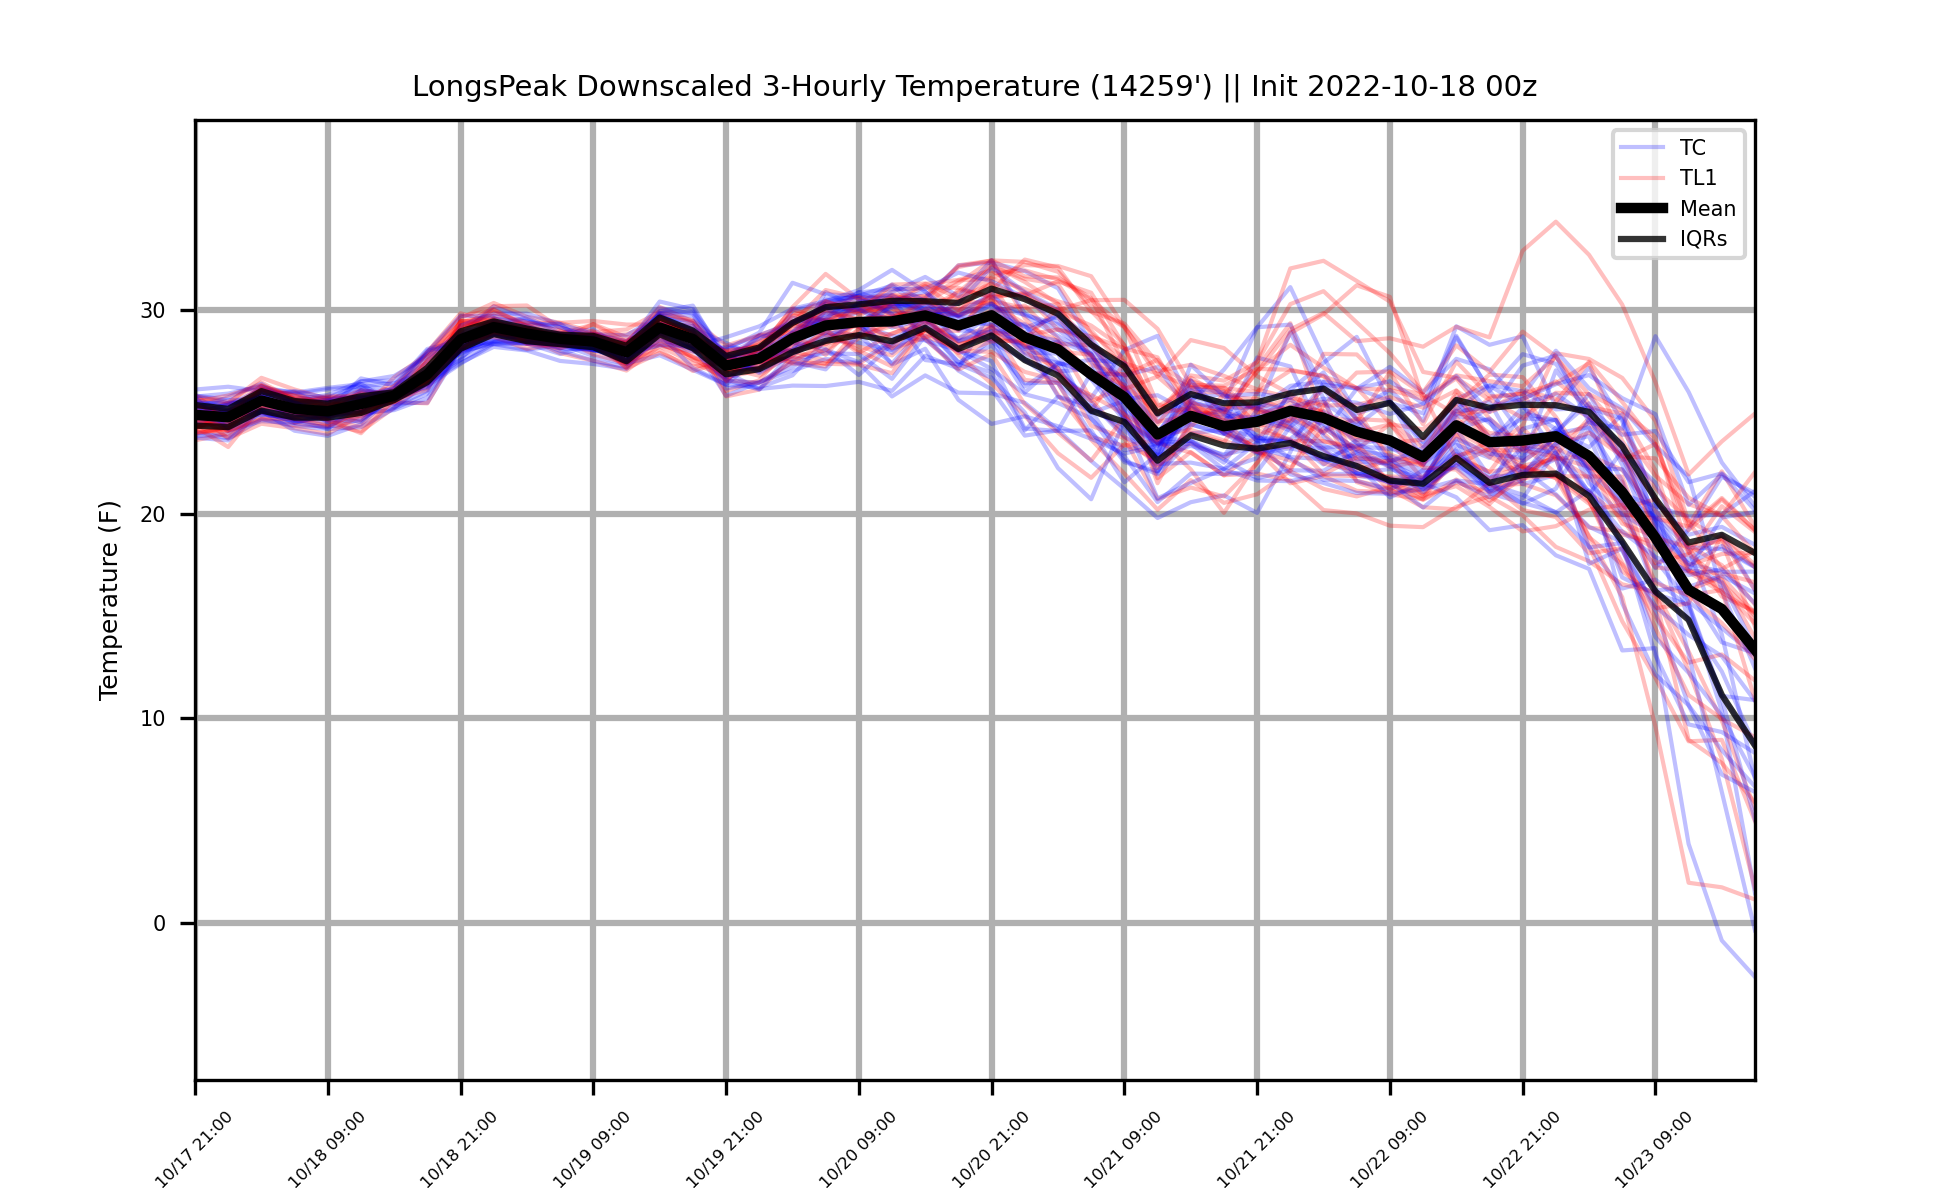 LongsPeak Downscaled 3-Hourly Temperature (14259') || Init 2022-10-18 00z
TC
TL1
Mean
IQRs
Temperature (F)
30
20
10
0
10/17 21:00
10/18 09:00
10/18 21:00
10/19 09:00
10/19 21:00
10/20 09:00
10/20 21:00
10/21 09:00
10/21 21:00
10/22 09:00
10/22 21:00
10/23 09:00